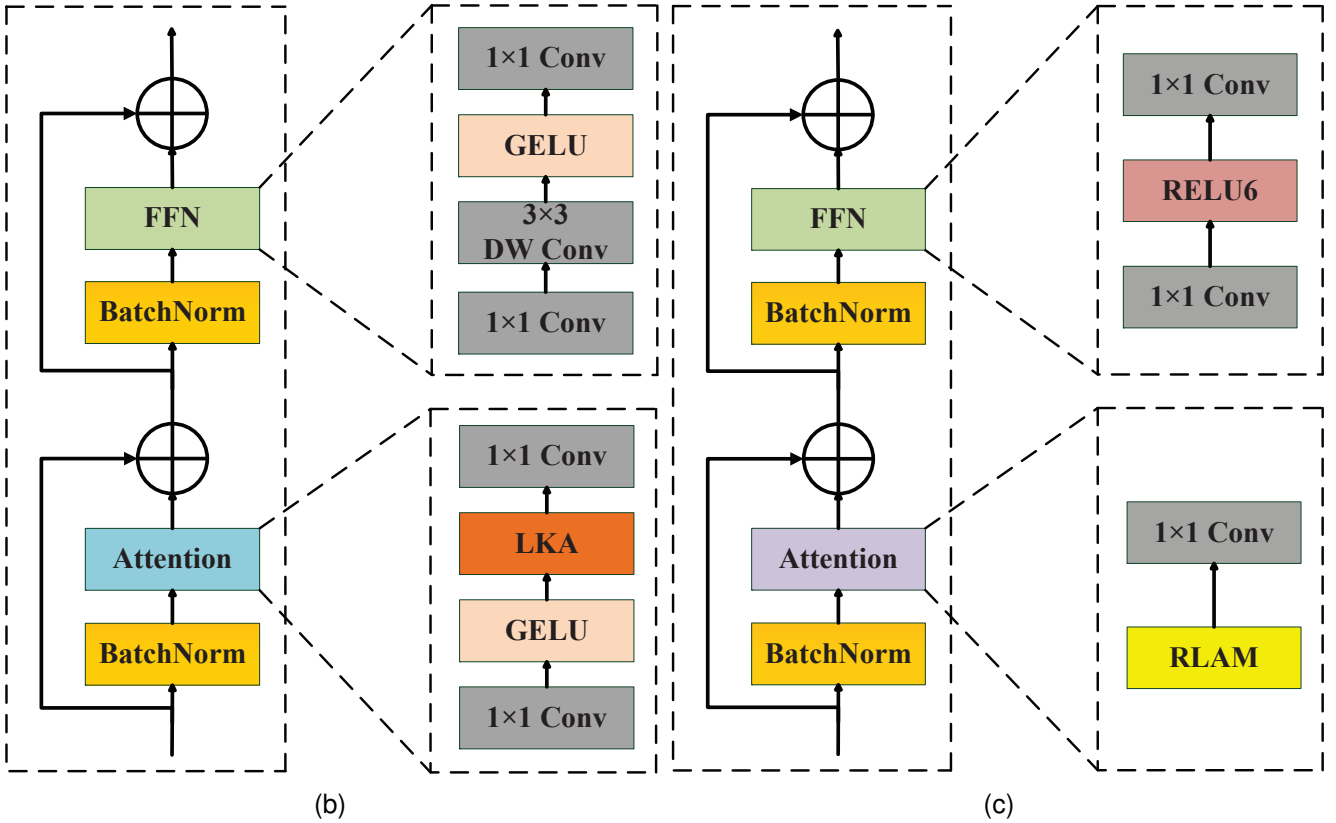 FFN
BatchNorm
Attention
BatchNorm
1×1 Conv
GELU
3×3
DW Conv
1×1 Conv
1×1 Conv
LKA
GELU
1×1 Conv
(b)
FFN
BatchNorm
Attention
BatchNorm
1×1 Conv
RELU6
1×1 Conv
1×1 Conv
RLAM
(c)